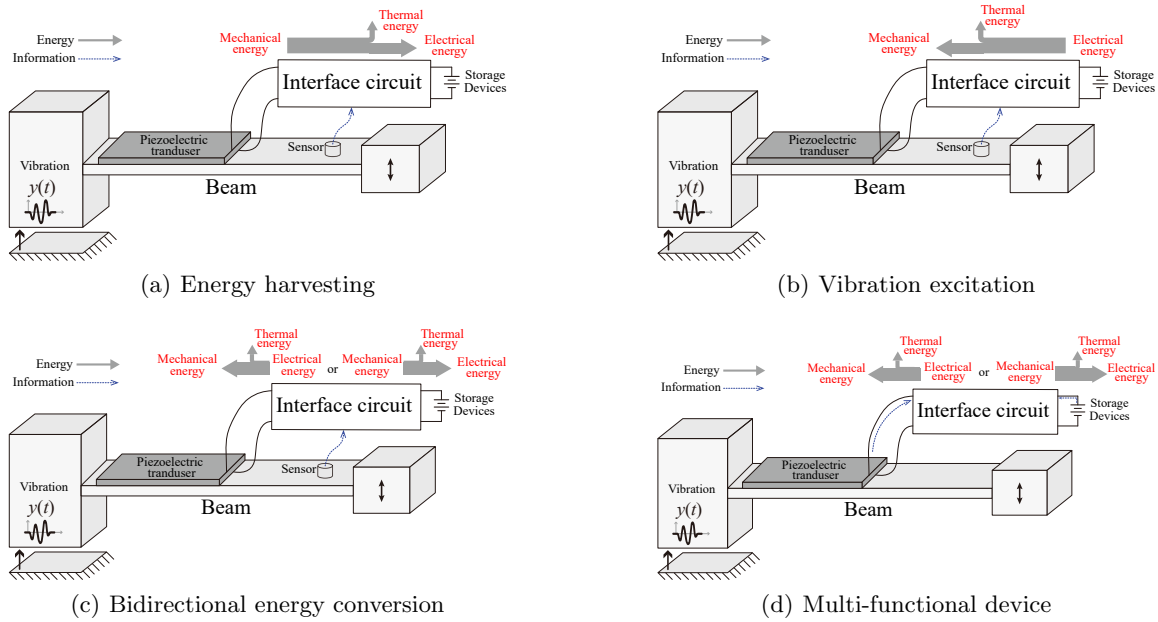 Energy
Information
Mechanical
energy
Thermal
energy
Electrical
energy
Interface circuit
Storage
Devices
Piezoelectric
tranduser
Sensor
Vibration
y(t)
Beam
(a) Energy harvesting
Energy
Information
Mechanical
energy
Thermal
energy
Electrical
energy
Interface circuit
Storage
Devices
Piezoelectric
tranduser
Sensor
Vibration
y(t)
Beam
(b) Vibration excitation
Energy
Information
Thermal
energy
Mechanical
energy
Electrical
energy
or
Mechanical
energy
Thermal
energy
Electrical
energy
Interface circuit
Storage
Devices
Piezoelectric
tranduser
Sensor
Vibration
y(t)
Beam
(c) Bidirectional energy conversion
Energy
Information
Thermal
energy
Mechanical
energy
Electrical
energy
or
Mechanical
energy
Thermal
energy
Electrical
energy
Interface circuit
Storage
Devices
Piezoelectric
tranduser
Vibration
y(t)
Beam
(d) Multi-functional device